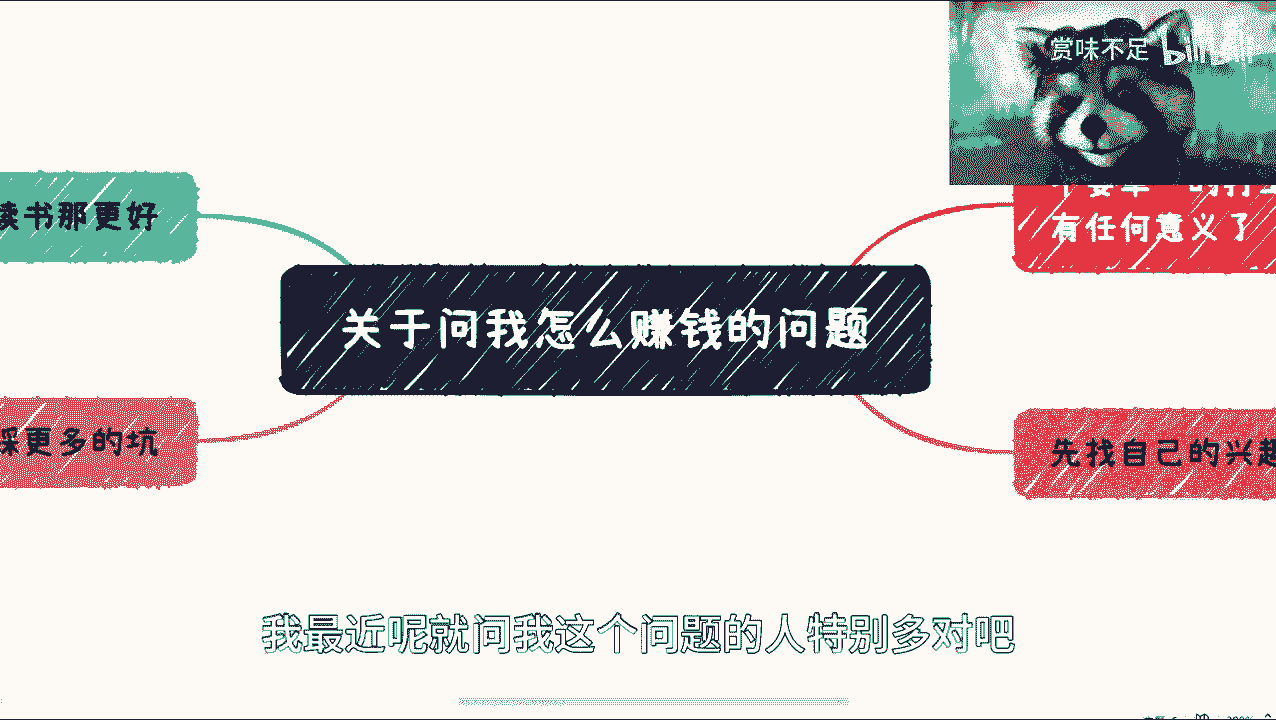 赏味不足 bilibili
读书那更好
有任何意义了
关于问我怎么赚钱的问题
踩更多的坑
先找自己的兴趣
我最近呢就问我这个问题的人特别多对吧